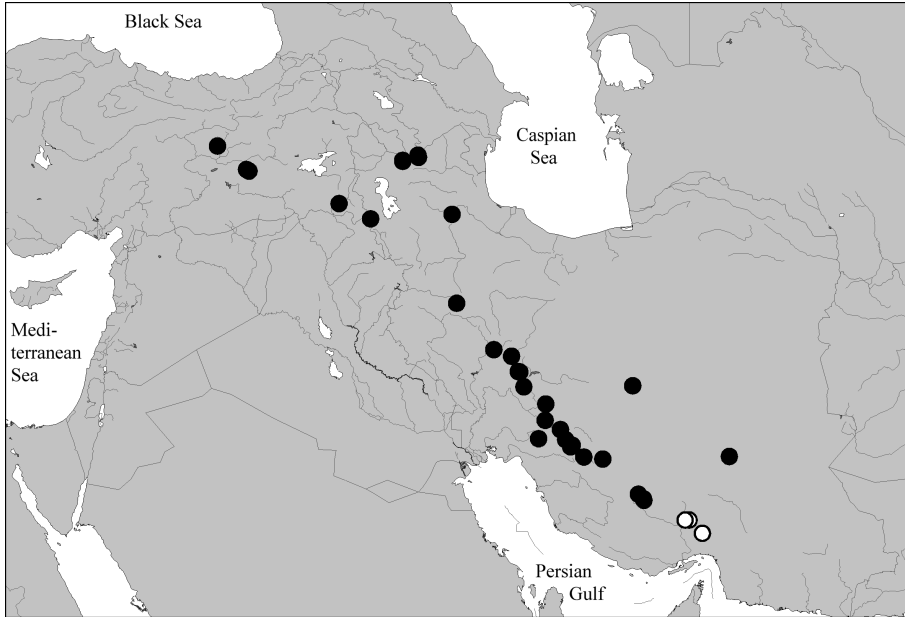 Black Sea
Caspian
Sea
Medi-
terranean
Sea
Persian
Gulf